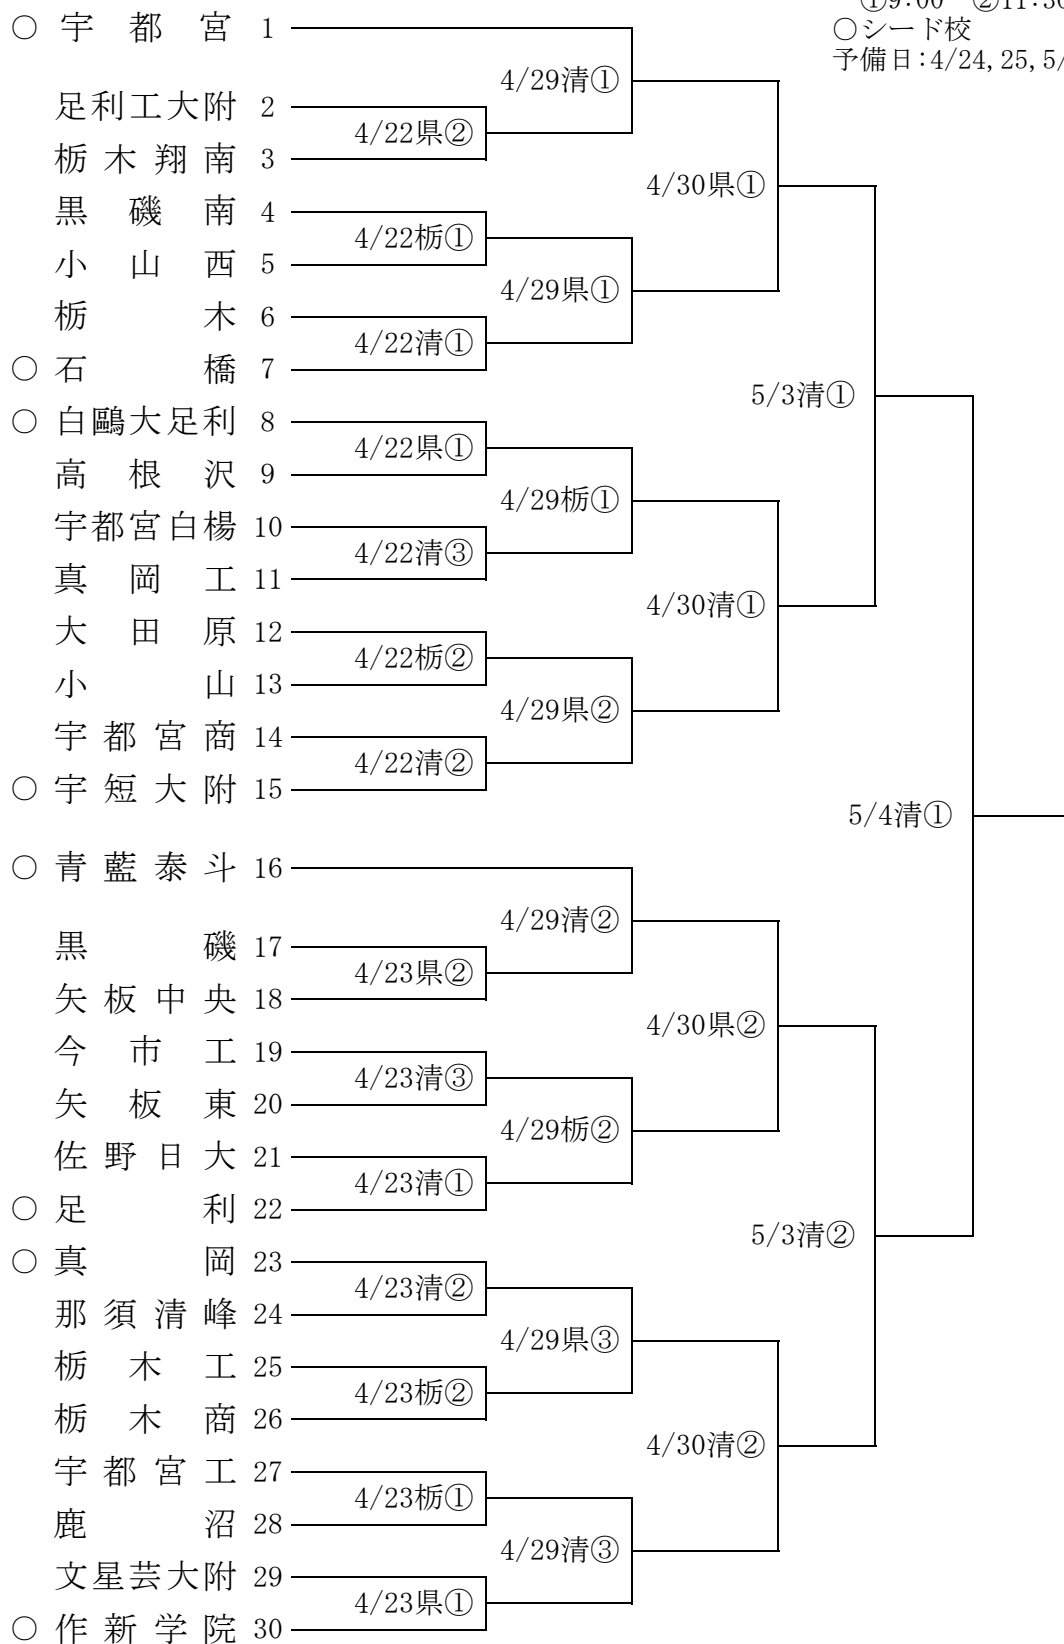 ①9:00 ②11:30
○シード校
予備日:4/24,25,5/
○宇都宮 1
足利工大附 2
栃木翔南 3
黒磯南 4
小山西 5
栃木 6
○石橋 7
○白鷗大足利 8
高根沢 9
宇都宮白楊 10
真岡工 11
大田原 12
小山 13
宇都宮商 14
○宇短大附 15
○青藍泰斗 16
黒磯 17
矢板中央 18
今市工 19
矢板東 20
佐野日大 21
○足利 22
○真岡 23
那須清峰 24
栃木工 25
栃木商 26
宇都宮工 27
鹿沼 28
文星芸大附 29
○作新学院 30
4/22県②
4/22栃①
4/22清①
4/22県①
4/22清③
4/22栃②
4/22清②
4/23県②
4/23清③
4/23清①
4/23清②
4/23栃②
4/23栃①
4/23県①
4/29清①
4/29県①
4/29栃①
4/29県②
4/29清②
4/29栃②
4/29県③
4/29清③
4/30県①
4/30清①
4/30県②
4/30清②
5/3清①
5/3清②
5/4清①